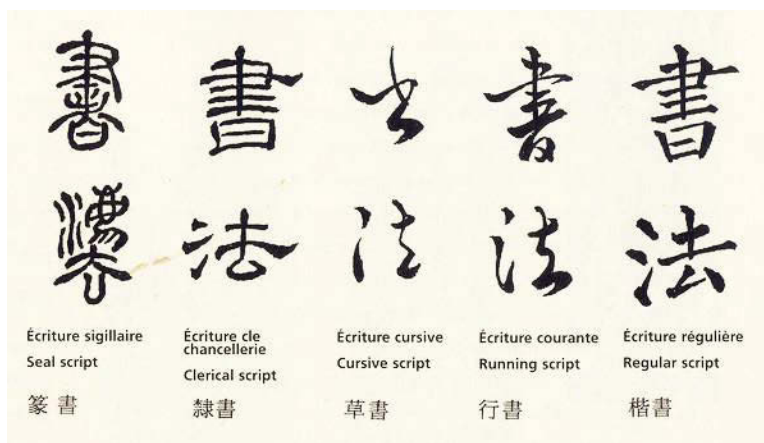 書 書 书 書 書
灋 法 法 法 法
Écriture sigillaire
Seal script
篆書
Écriture cle
chancellerie
Clerical script
隸書
Écriture cursive
Cursive script
草書
Écriture courante
Running script
行書
Écriture régulière
Regular script
楷書